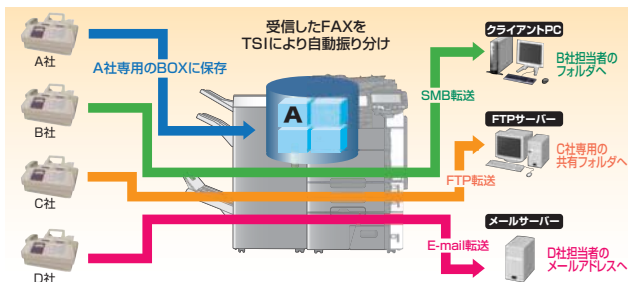 受信したFAXを
TSIにより自動振り分け
A社
A社専用のBOXに保存
A
B社
C社
D社
クライアントPC
B社担当者の
フォルダへ
SMB転送
FTPサーバー
C社専用の
共有フォルダへ
FTP転送
メールサーバー
E-mail転送
D社担当者の
メールアドレスへ